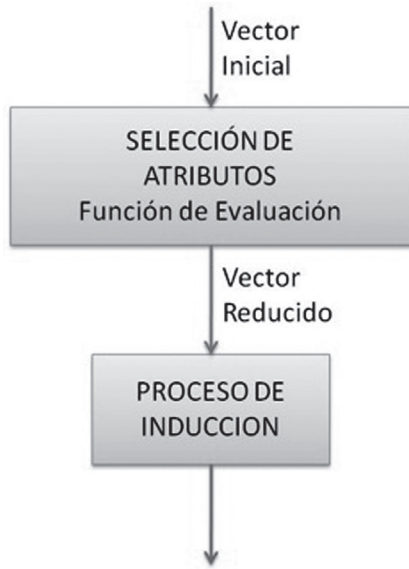 Vector
Inicial
SELECCIÓN DE
ATRIBUTOS
Función de Evaluación
Vector
Reducido
PROCESO DE
INDUCCION